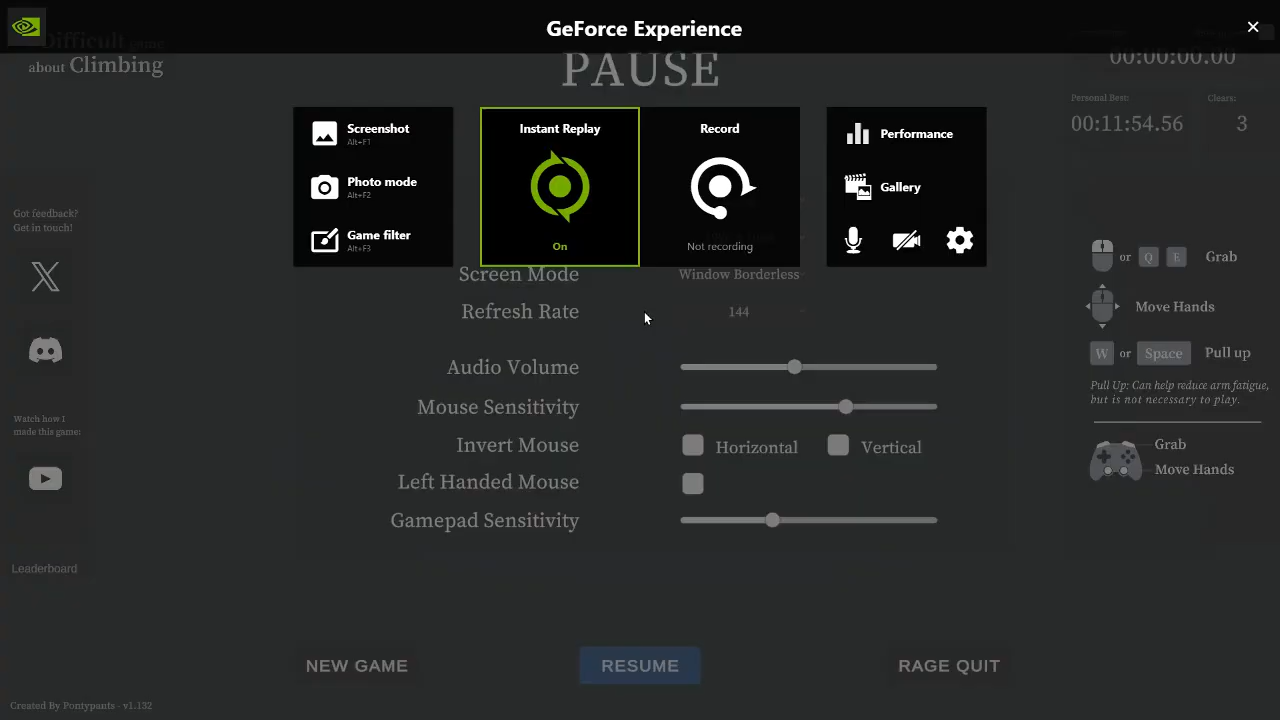 GeForce Experience
A Difficult game
about Climbing
PAUSE
00:00:00.00
Personal Best:
Clears:
00:11:54.56
3
Screenshot
Alt+F1
Photo mode
Alt+F2
Game filter
Alt+F3
Instant Replay
On
Record
Not recording
Performance
Gallery
Got feedback?
Get in touch!
Watch how I
made this game:
Leaderboard
Screen Mode
Window Borderless
Refresh Rate
144
Audio Volume
Mouse Sensitivity
Invert Mouse
Horizontal
Vertical
Left Handed Mouse
Gamepad Sensitivity
or Q E Grab
Move Hands
W or Space Pull up
Pull Up: Can help reduce arm fatigue,
but is not necessary to play.
Grab
Move Hands
NEW GAME
RESUME
RAGE QUIT
Created By Pontypants - v1.132